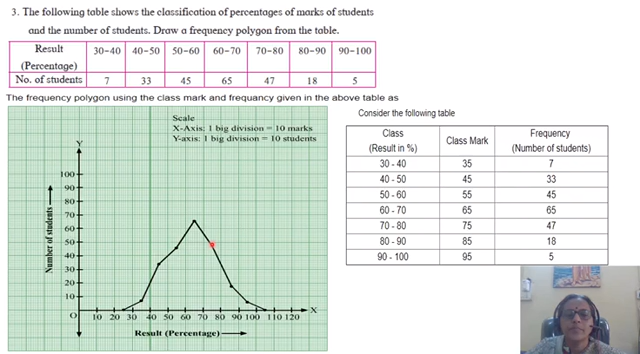 3. The following table shows the classification of percentages of marks of students
and the number of students. Draw a frequency polygon from the table.
Result (Percentage) 30-40 40-50 50-60 60-70 70-80 80-90 90-100
No. of students 7 33 45 65 47 18 5
The frequency polygon using the class mark and frequancy given in the above table as
Scale
X-Axis: 1 big division = 10 marks
Y-axis: 1 big division = 10 students
Y
100
90
80
70
60
50
40
30
20
10
Number of students
O 10 20 30 40 50 60 70 80 90 100 110 120 X
Result (Percentage)
Consider the following table
Class (Result in %) Class Mark Frequency (Number of students)
30 - 40 35 7
40 - 50 45 33
50 - 60 55 45
60 - 70 65 65
70 - 80 75 47
80 - 90 85 18
90 - 100 95 5